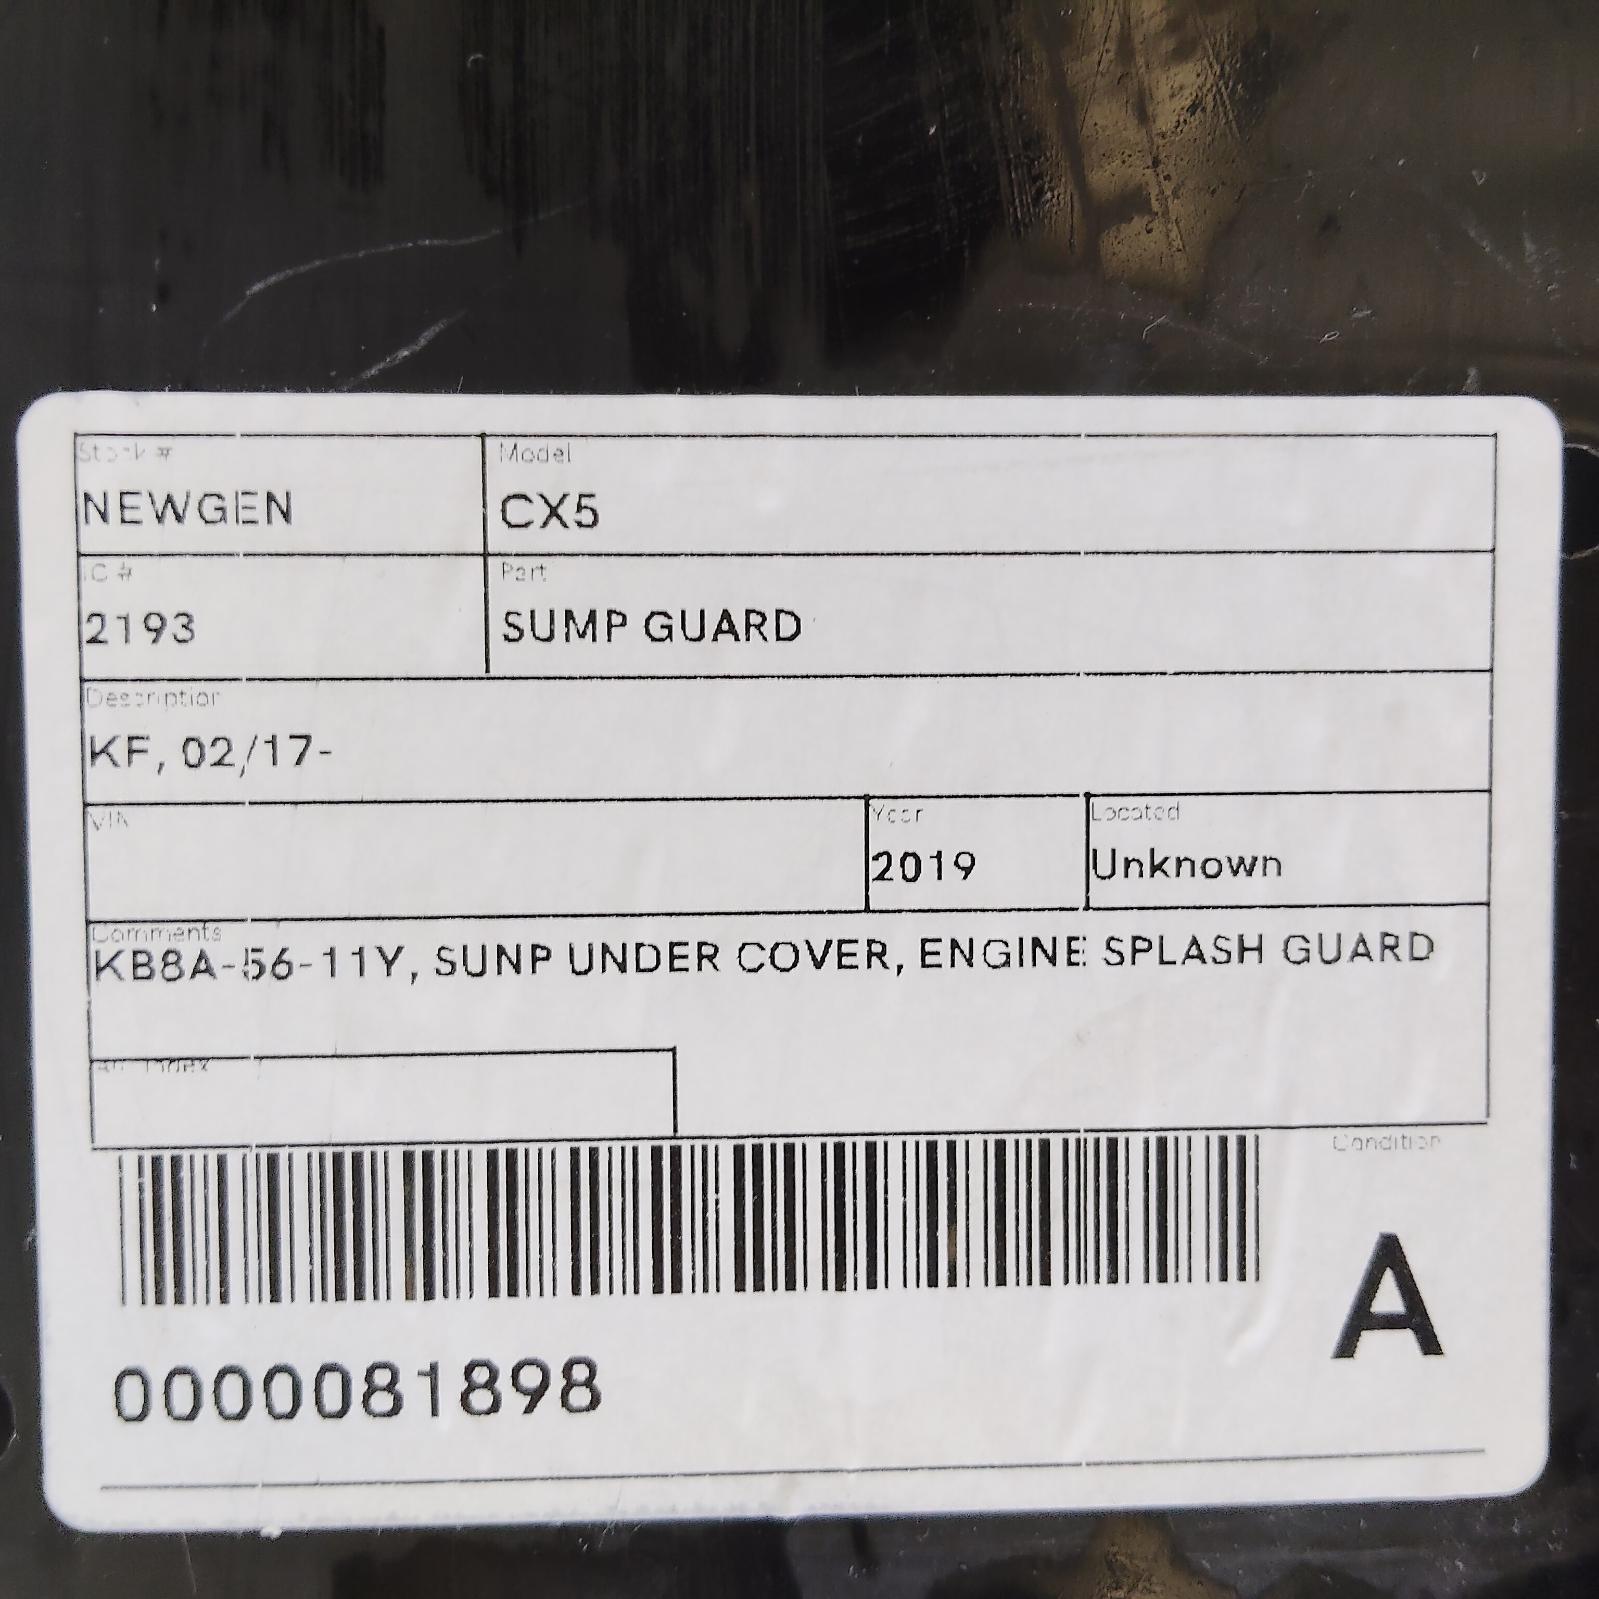 Stock # Model
NEWGEN CX5
IC # Part
2193 SUMP GUARD
Description
KF, 02/17-
VIN Year Located
2019 Unknown
Comments
KB8A-56-11Y, SUNP UNDER COVER, ENGINE SPLASH GUARD
Index
Condition
A
0000081898